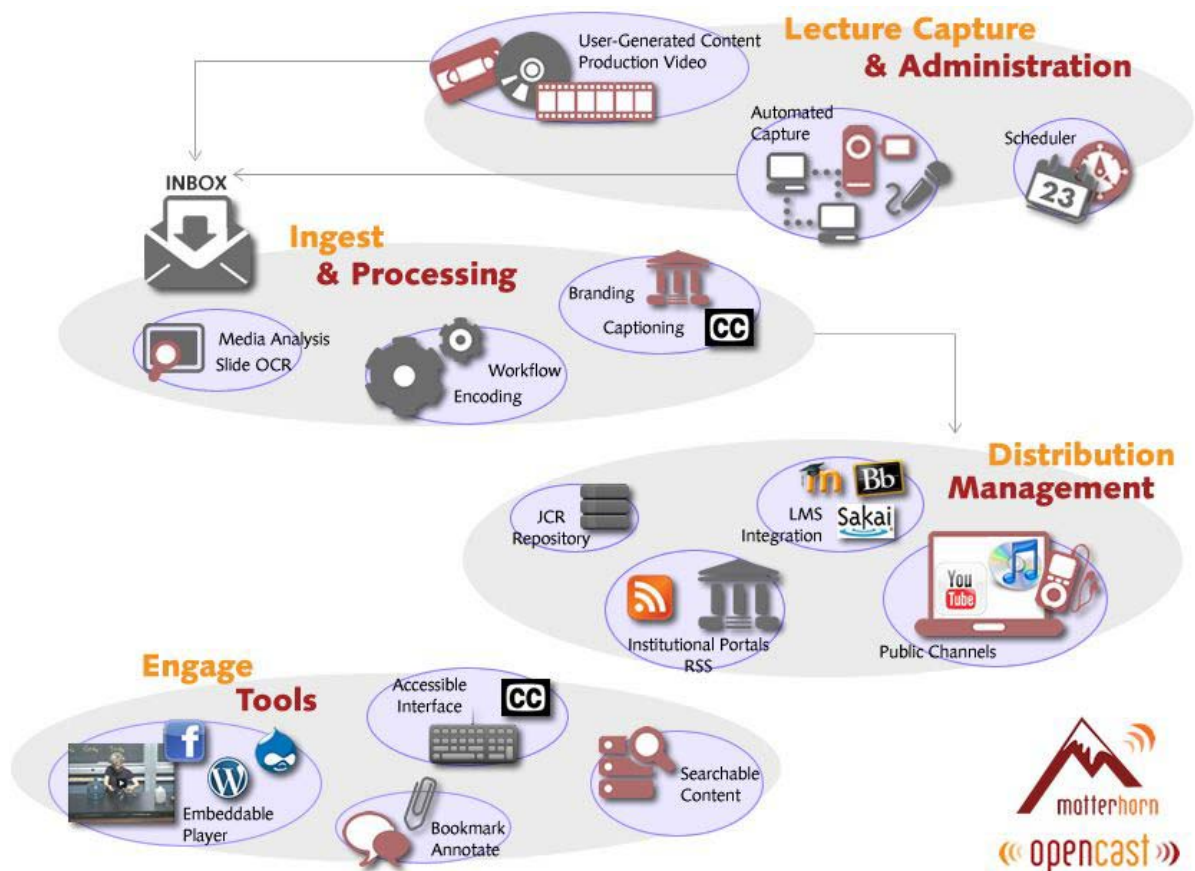 Lecture Capture
& Administration
User-Generated Content
Production Video
Automated
Capture
Scheduler
23
INBOX
Ingest
& Processing
Branding
Captioning
CC
Media Analysis
Slide OCR
Workflow
Encoding
Distribution
Management
JCR
Repository
LMS
Integration
m
Bb
Sakai
You
Tube
Institutional Portals
RSS
Public Channels
Engage
Tools
Accessible
Interface
CC
f
W
Embeddable
Player
Bookmark
Annotate
Searchable
Content
matterhorn
opencast